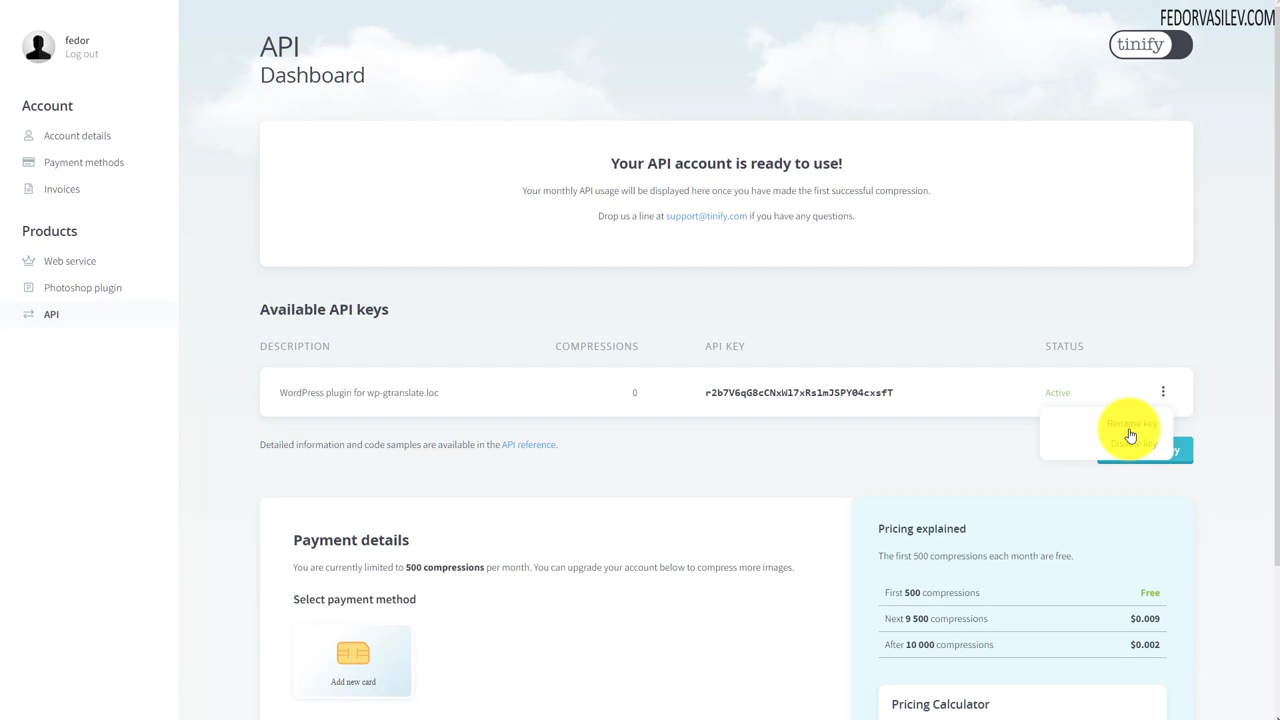 FEDORVASILEV.COM
fedor
Log out
API
Dashboard
tinify
Account
Account details
Payment methods
Invoices
Products
Web service
Photoshop plugin
API
Your API account is ready to use!
Your monthly API usage will be displayed here once you have made the first successful compression.
Drop us a line at support@tinify.com if you have any questions.
Available API keys
DESCRIPTION COMPRESSIONS API KEY STATUS
WordPress plugin for wp-gtranslate.loc 0 r2b7V6qG8cCNxWl7xRs1mJSPY04cxsfT Active
Rename key
Disable key
Detailed information and code samples are available in the API reference.
Payment details
You are currently limited to 500 compressions per month. You can upgrade your account below to compress more images.
Select payment method
Add new card
Pricing explained
The first 500 compressions each month are free.
First 500 compressions Free
Next 9 500 compressions $0.009
After 10 000 compressions $0.002
Pricing Calculator